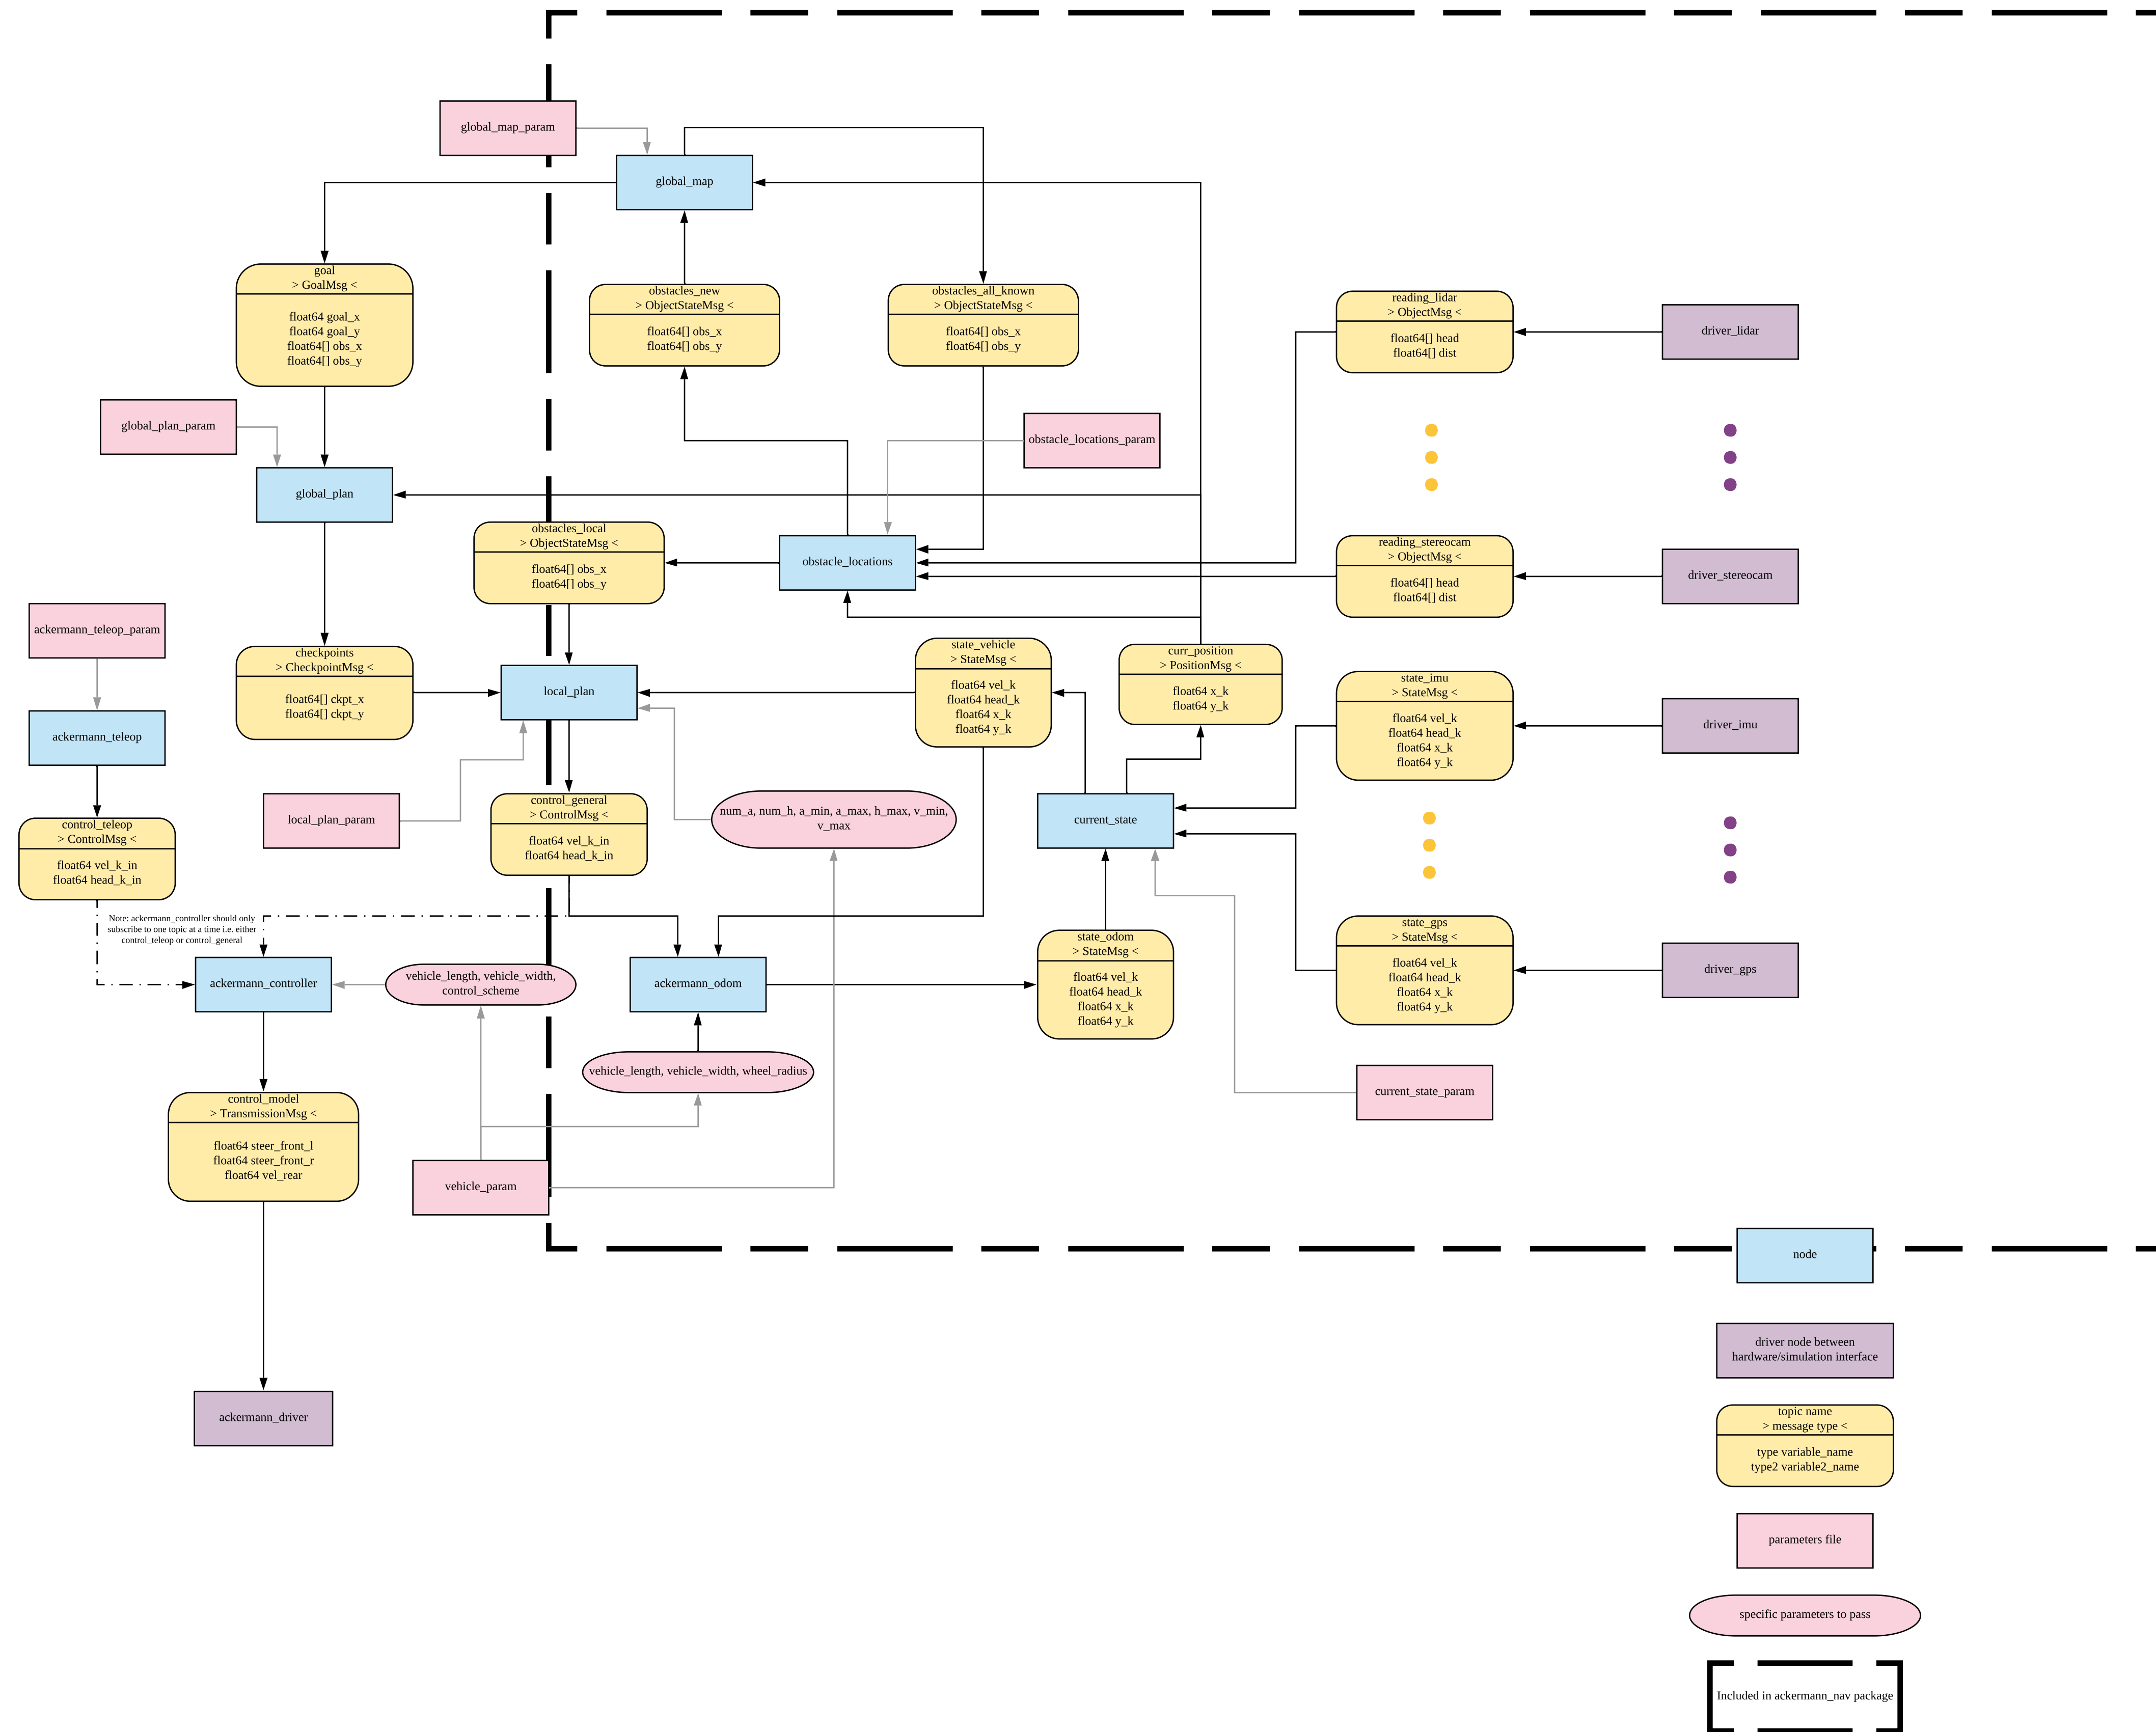 global_map_param
global_map
goal
> GoalMsg <
float64 goal_x
float64 goal_y
float64[] obs_x
float64[] obs_y
obstacles_new
> ObjectStateMsg <
float64[] obs_x
float64[] obs_y
obstacles_all_known
> ObjectStateMsg <
float64[] obs_x
float64[] obs_y
reading_lidar
> ObjectMsg <
float64[] head
float64[] dist
driver_lidar
global_plan_param
obstacle_locations_param
global_plan
obstacles_local
> ObjectStateMsg <
float64[] obs_x
float64[] obs_y
obstacle_locations
reading_stereocam
> ObjectMsg <
float64[] head
float64[] dist
driver_stereocam
ackermann_teleop_param
checkpoints
> CheckpointMsg <
float64[] ckpt_x
float64[] ckpt_y
local_plan
state_vehicle
> StateMsg <
float64 vel_k
float64 head_k
float64 x_k
float64 y_k
curr_position
> PositionMsg <
float64 x_k
float64 y_k
state_imu
> StateMsg <
float64 vel_k
float64 head_k
float64 x_k
float64 y_k
driver_imu
ackermann_teleop
control_teleop
> ControlMsg <
float64 vel_k_in
float64 head_k_in
local_plan_param
control_general
> ControlMsg <
float64 vel_k_in
float64 head_k_in
num_a, num_h, a_min, a_max, h_max, v_min,
v_max
current_state
Note: ackermann_controller should only
subscribe to one topic at a time i.e. either
control_teleop or control_general
ackermann_controller
vehicle_length, vehicle_width,
control_scheme
ackermann_odom
state_odom
> StateMsg <
float64 vel_k
float64 head_k
float64 x_k
float64 y_k
state_gps
> StateMsg <
float64 vel_k
float64 head_k
float64 x_k
float64 y_k
driver_gps
vehicle_length, vehicle_width, wheel_radius
current_state_param
control_model
> TransmissionMsg <
float64 steer_front_l
float64 steer_front_r
float64 vel_rear
vehicle_param
ackermann_driver
node
driver node between
hardware/simulation interface
topic name
> message type <
type variable_name
type2 variable2_name
parameters file
specific parameters to pass
Included in ackermann_nav package